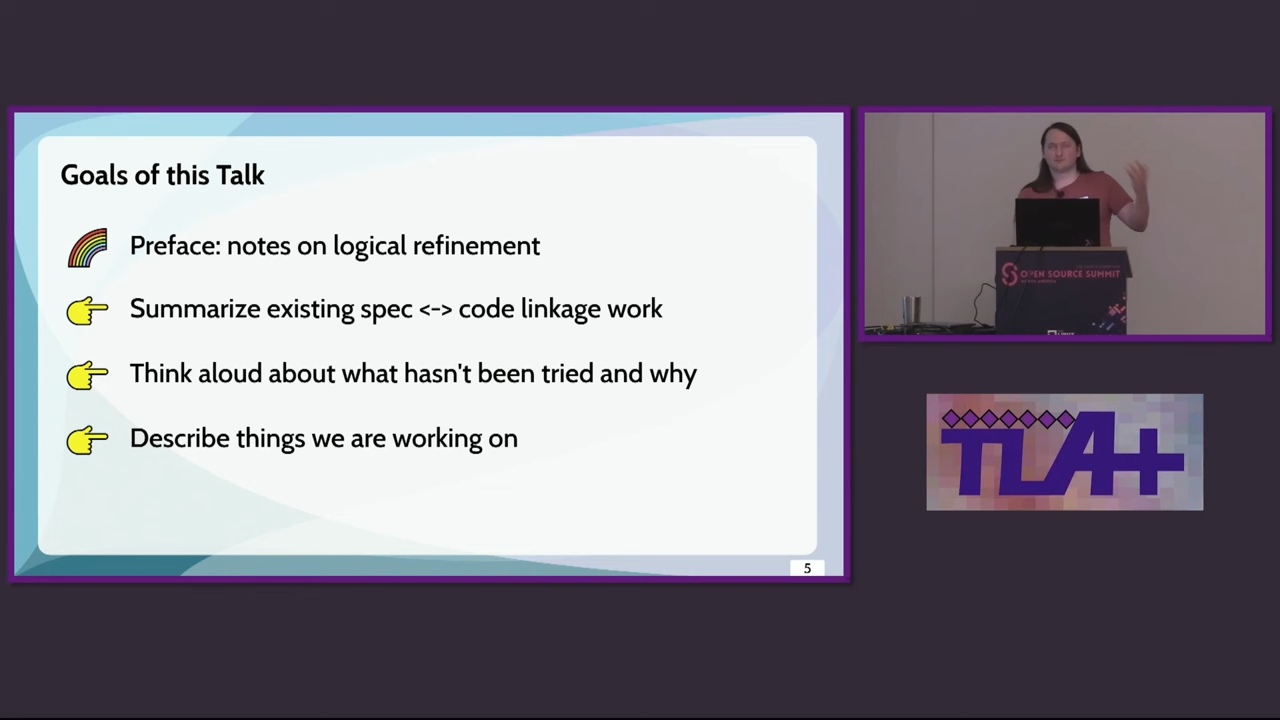 Goals of this Talk
Preface: notes on logical refinement
Summarize existing spec <-> code linkage work
Think aloud about what hasn't been tried and why
Describe things we are working on
5
OPEN SOURCE SUMMIT
TLA+